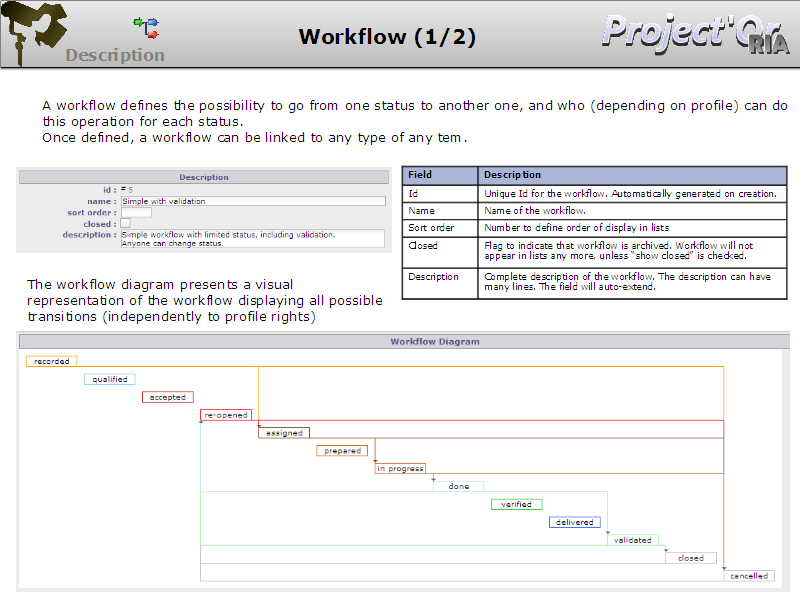 Description
Workflow (1/2)
Project'Or
RIA
A workflow defines the possibility to go from one status to another one, and who (depending on profile) can do
this operation for each status.
Once defined, a workflow can be linked to any type of any tem.
Description
id : # 5
name : Simple with validation
sort order :
closed :
description : Simple workflow with limited status, including validation.
Anyone can change status.
Field Description
Id Unique Id for the workflow. Automatically generated on creation.
Name Name of the workflow.
Sort order Number to define order of display in lists
Closed Flag to indicate that workflow is archived. Workflow will not
appear in lists any more, unless "show closed" is checked.
Description Complete description of the workflow. The description can have
many lines. The field will auto-extend.
The workflow diagram presents a visual
representation of the workflow displaying all possible
transitions (independently to profile rights)
Workflow Diagram
recorded
qualified
accepted
re-opened
assigned
prepared
in progress
done
verified
delivered
validated
closed
cancelled